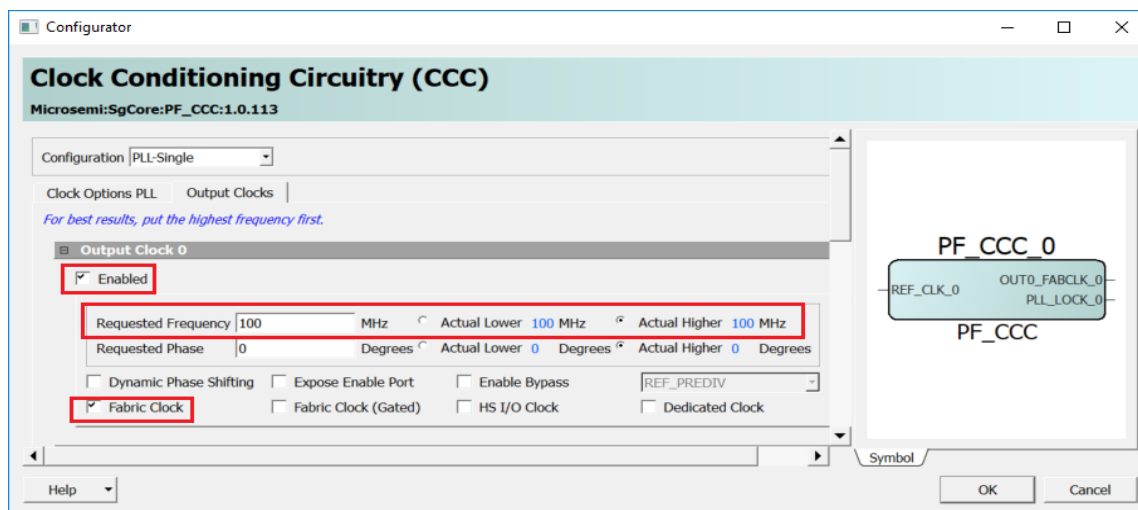 Configurator
Clock Conditioning Circuitry (CCC)
Microsemi:SgCore:PF_CCC:1.0.113
Configuration PLL-Single
Clock Options PLL Output Clocks
For best results, put the highest frequency first.
Output Clock 0
Enabled
Requested Frequency 100 MHz Actual Lower 100 MHz Actual Higher 100 MHz
Requested Phase 0 Degrees Actual Lower 0 Degrees Actual Higher 0 Degrees
Dynamic Phase Shifting Expose Enable Port Enable Bypass REF_PREDIV
Fabric Clock Fabric Clock (Gated) HS I/O Clock Dedicated Clock
PF_CCC_0
REF_CLK_0 OUT0_FABCLK_0
PLL_LOCK_0
PF_CCC
Symbol
Help OK Cancel